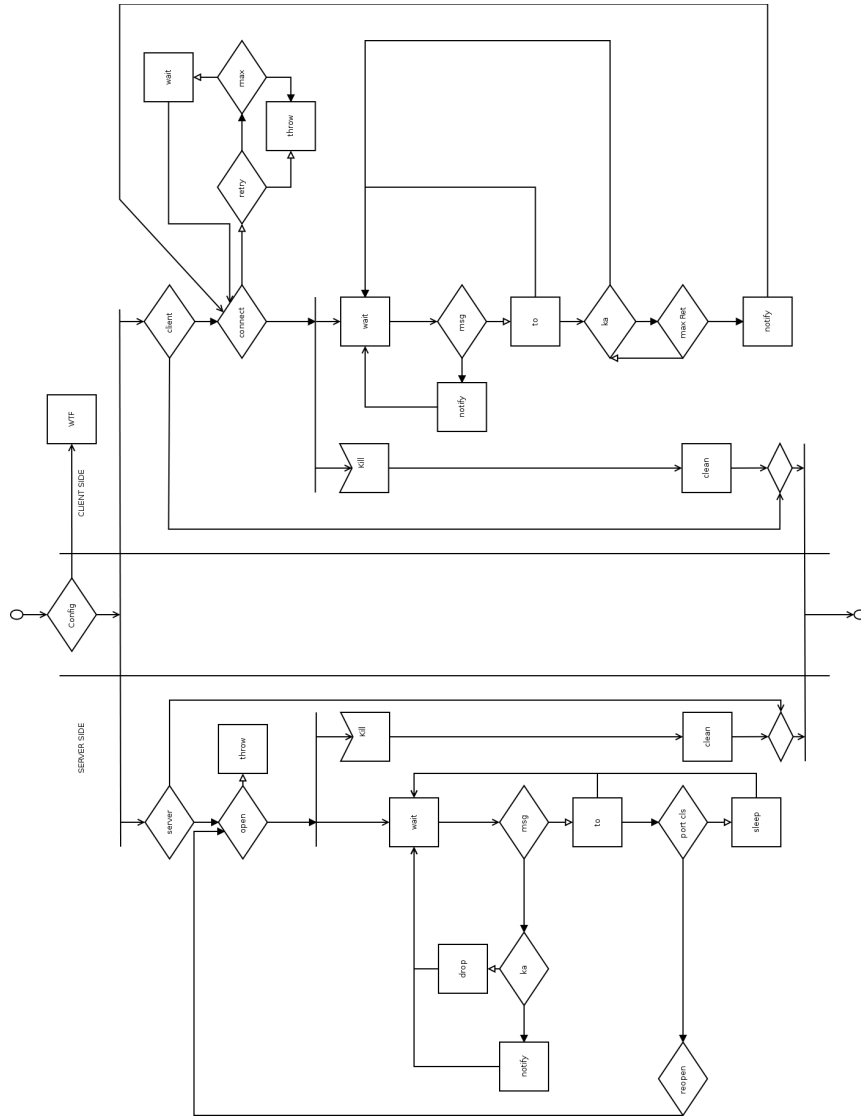 SERVER SIDE
CLIENT SIDE
Config
WTF
server
open
throw
Kill
clean
wait
msg
to
port cls
sleep
drop
ka
notify
reopen
client
connect
retry
max
wait
throw
wait
msg
to
ka
max Ret
notify
notify
Kill
clean